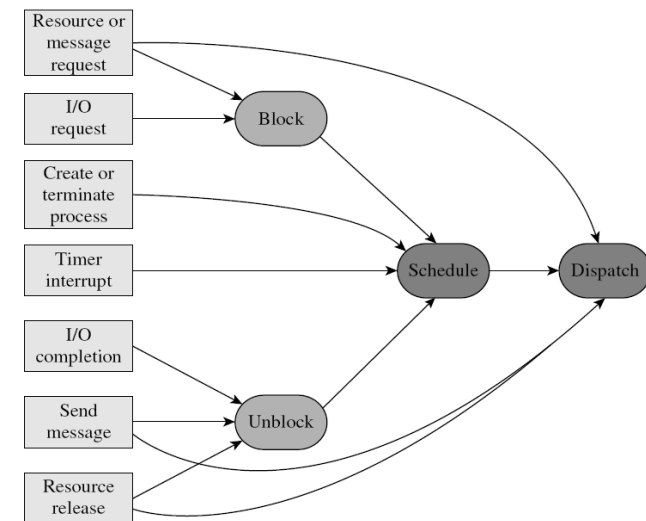 Resource or
message
request
I/O
request
Block
Create or
terminate
process
Timer
interrupt
Schedule
Dispatch
I/O
completion
Send
message
Unblock
Resource
release